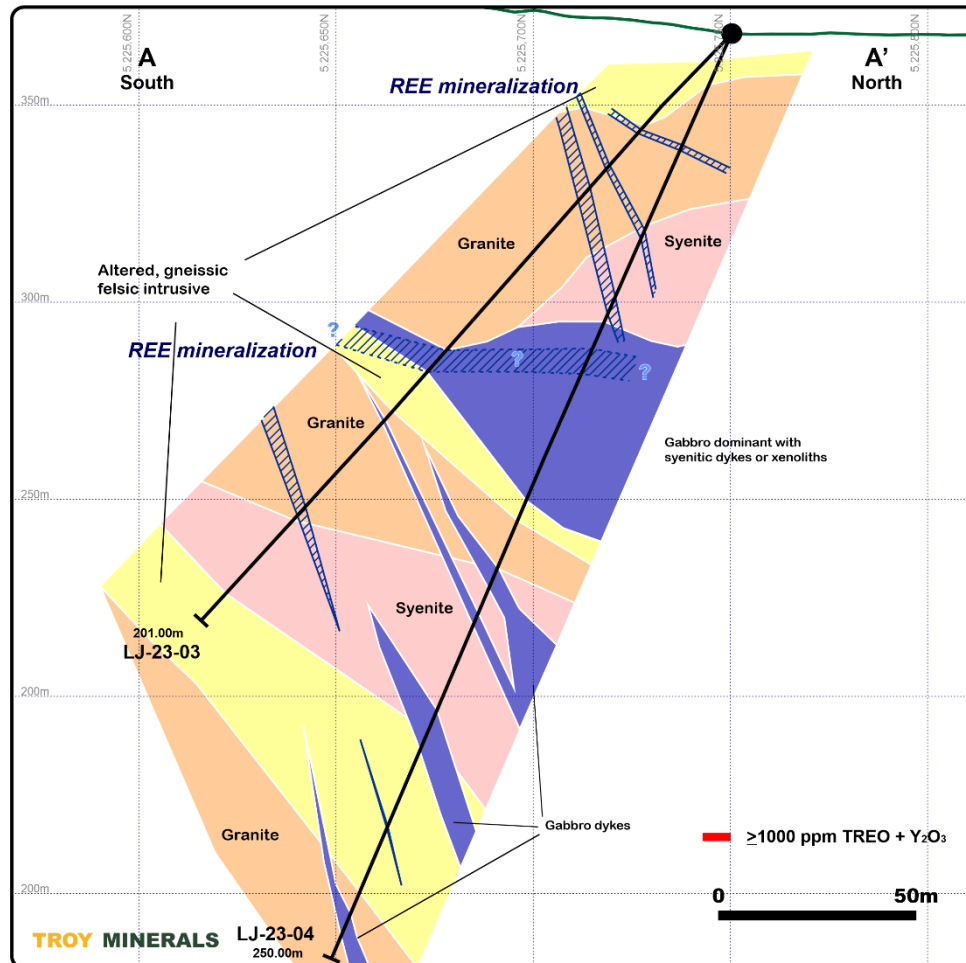 5.225.600N
5.225.650N
5.225.700N
5.225.800N
A
South
A'
North
REE mineralization
350m
Granite
Syenite
Altered, gneissic
felsic intrusive
300m
?
?
?
REE mineralization
Granite
Gabbro dominant with
syenitic dykes or xenoliths
250m
Syenite
201.00m
LJ-23-03
200m
Granite
Gabbro dykes
≥1000 ppm TREO + Y₂O₃
200m
0 50m
TROY MINERALS
LJ-23-04
250.00m